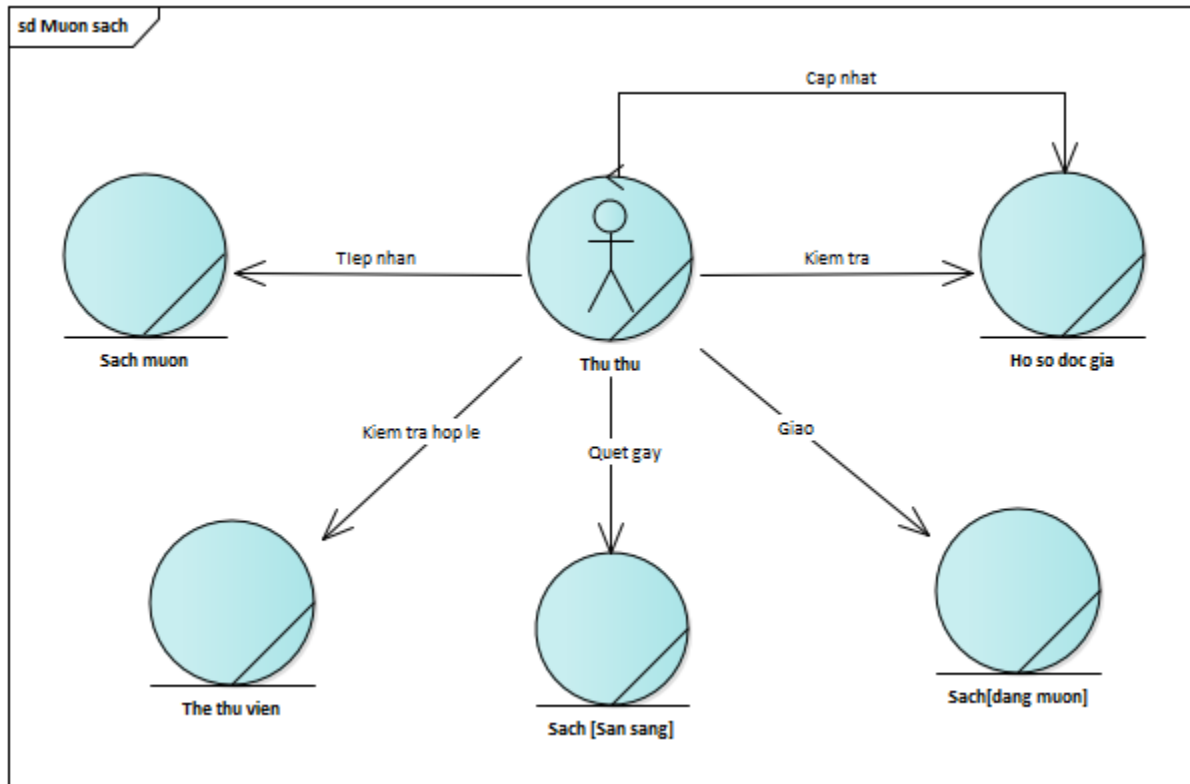 sd Muon sach
Cap nhat
TIep nhan
Kiem tra
Sach muon
Thu thu
Ho so doc gia
Kiem tra hop le
Quet gay
Giao
The thu vien
Sach [San sang]
Sach[dang muon]